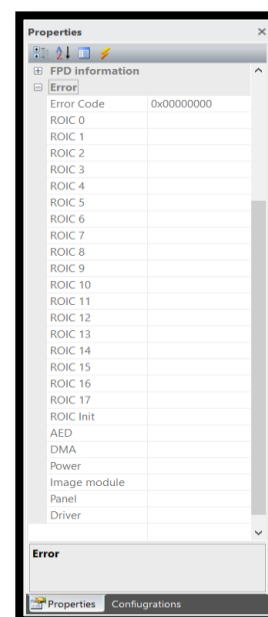 Properties
FPD information
Error
Error Code 0x00000000
ROIC 0
ROIC 1
ROIC 2
ROIC 3
ROIC 4
ROIC 5
ROIC 6
ROIC 7
ROIC 8
ROIC 9
ROIC 10
ROIC 11
ROIC 12
ROIC 13
ROIC 14
ROIC 15
ROIC 16
ROIC 17
ROIC Init
AED
DMA
Power
Image module
Panel
Driver
Error
Properties Confiugrations